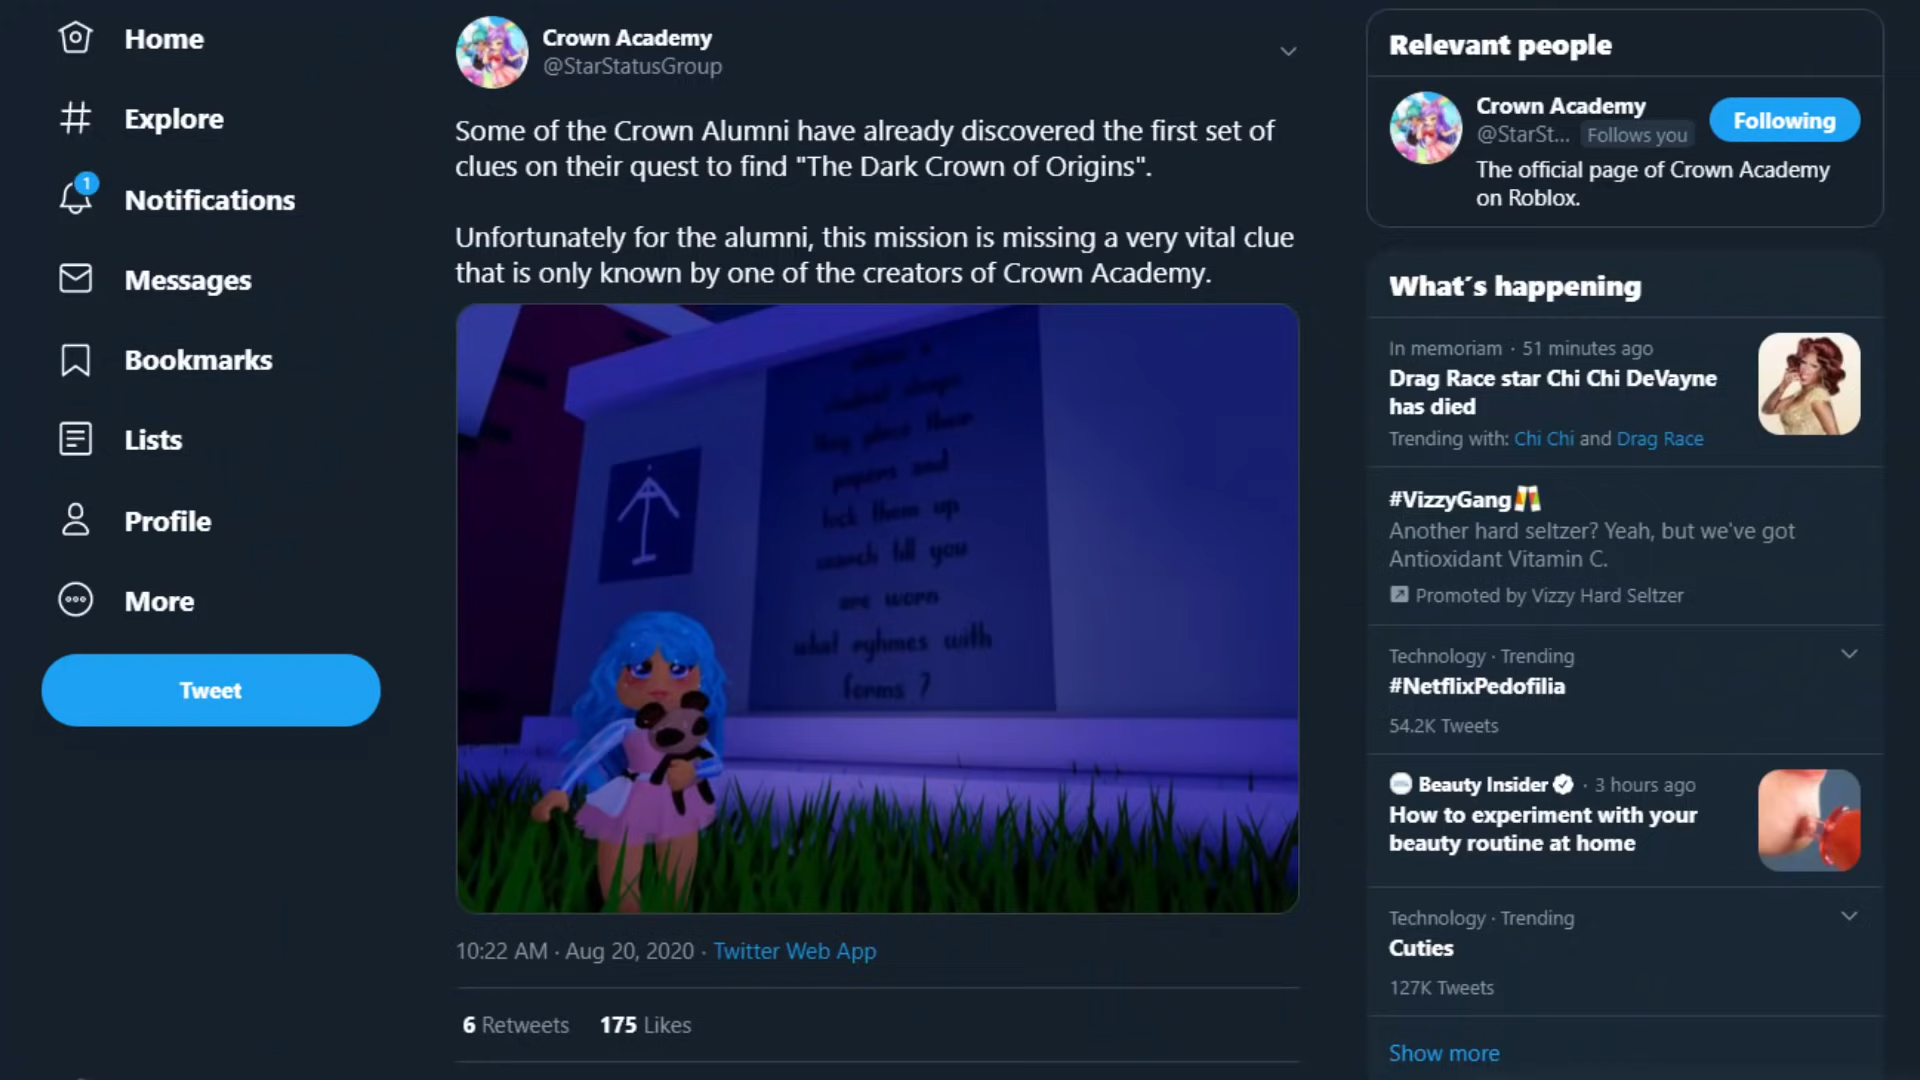 Home
Explore
1
Notifications
Messages
Bookmarks
Lists
Profile
More
Tweet
Crown Academy
@StarStatusGroup
Some of the Crown Alumni have already discovered the first set of
clues on their quest to find "The Dark Crown of Origins".
Unfortunately for the alumni, this mission is missing a very vital clue
that is only known by one of the creators of Crown Academy.
student sleeps
they place their
papers and
lock them up
search till you
are worn
what ryhmes with
forms ?
10:22 AM · Aug 20, 2020 · Twitter Web App
6 Retweets 175 Likes
Relevant people
Crown Academy
@StarSt... Follows you
Following
The official page of Crown Academy
on Roblox.
What´s happening
In memoriam · 51 minutes ago
Drag Race star Chi Chi DeVayne
has died
Trending with: Chi Chi and Drag Race
#VizzyGang
Another hard seltzer? Yeah, but we've got
Antioxidant Vitamin C.
Promoted by Vizzy Hard Seltzer
Technology · Trending
#NetflixPedofilia
54.2K Tweets
Beauty Insider · 3 hours ago
How to experiment with your
beauty routine at home
Technology · Trending
Cuties
127K Tweets
Show more